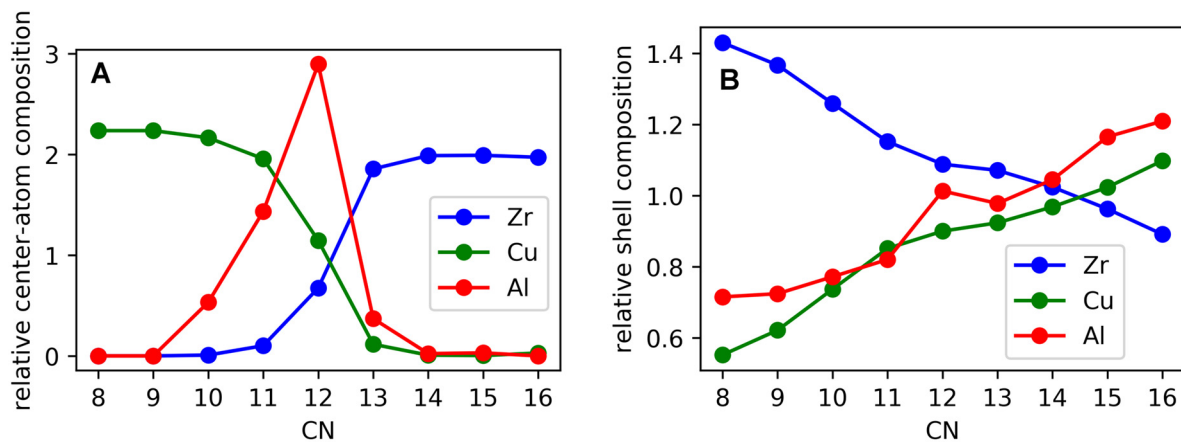 relative center-atom composition
A
3
2
1
0
Zr
Cu
Al
8 9 10 11 12 13 14 15 16
CN
relative shell composition
B
1.4
1.2
1.0
0.8
0.6
Zr
Cu
Al
8 9 10 11 12 13 14 15 16
CN